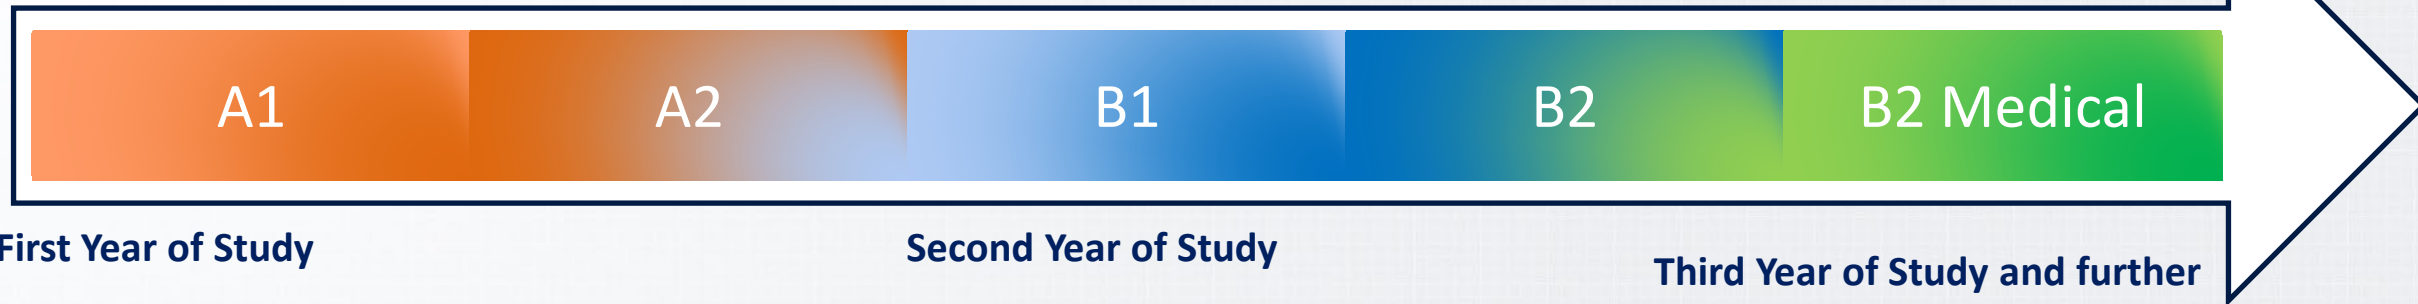 A1 A2 B1 B2 B2 Medical
First Year of Study Second Year of Study
Third Year of Study and further